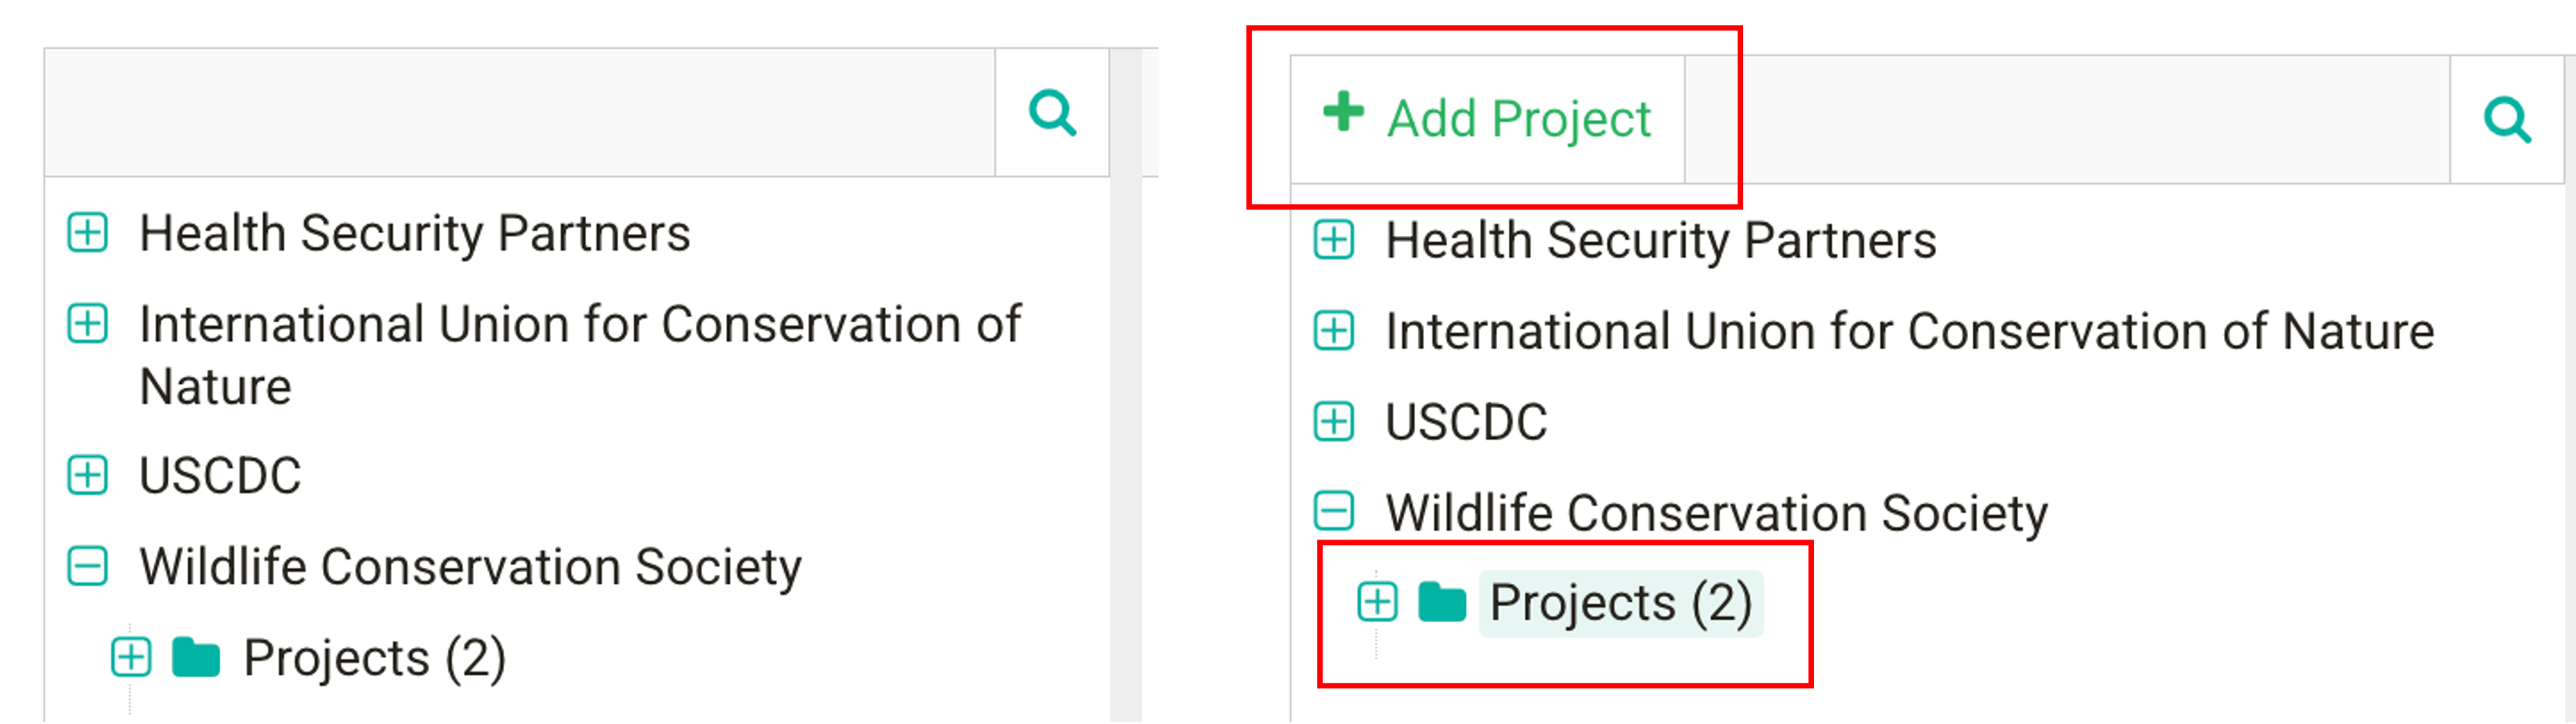 Health Security Partners
International Union for Conservation of
Nature
USCDC
Wildlife Conservation Society
Projects (2)
Add Project
Health Security Partners
International Union for Conservation of Nature
USCDC
Wildlife Conservation Society
Projects (2)